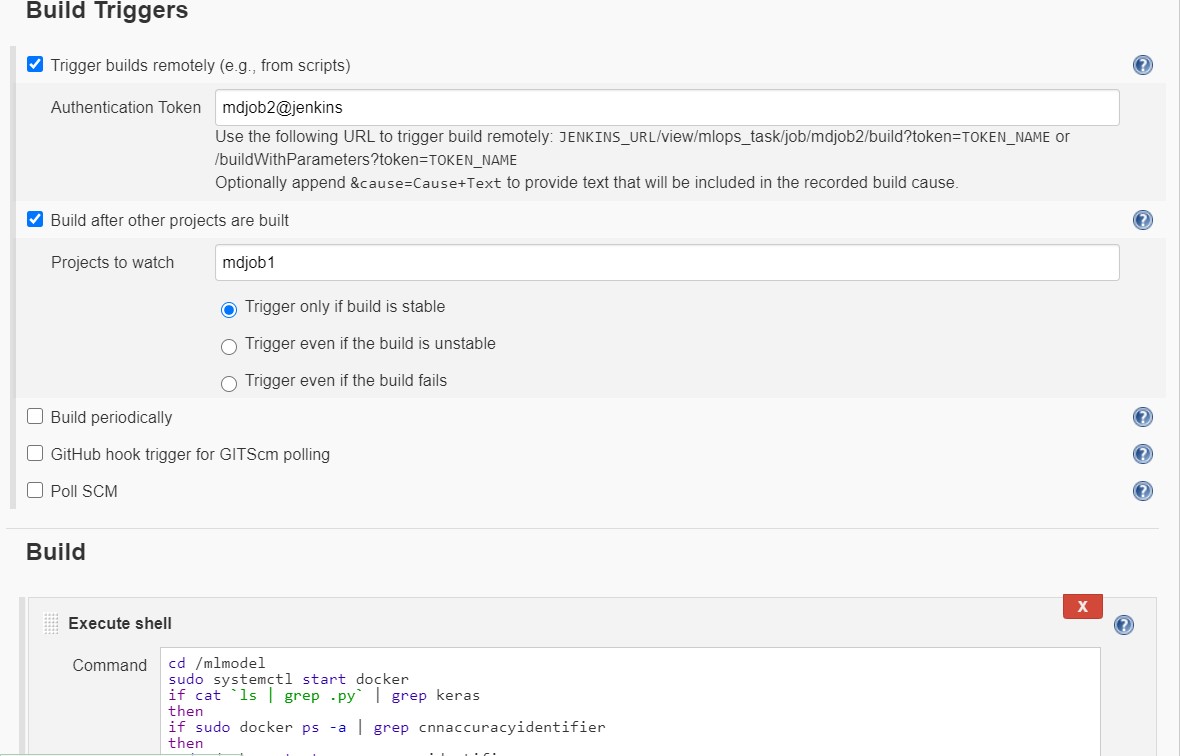 Build Triggers
Trigger builds remotely (e.g., from scripts)
Authentication Token mdjob2@jenkins
Use the following URL to trigger build remotely: JENKINS_URL/view/mlops_task/job/mdjob2/build?token=TOKEN_NAME or
/buildWithParameters?token=TOKEN_NAME
Optionally append &cause=Cause+Text to provide text that will be included in the recorded build cause.
Build after other projects are built
Projects to watch mdjob1
Trigger only if build is stable
Trigger even if the build is unstable
Trigger even if the build fails
Build periodically
GitHub hook trigger for GITScm polling
Poll SCM
Build
X
Execute shell
Command cd /mlmodel
sudo systemctl start docker
if cat `ls | grep .py` | grep keras
then
if sudo docker ps -a | grep cnnaccuracyidentifier
then